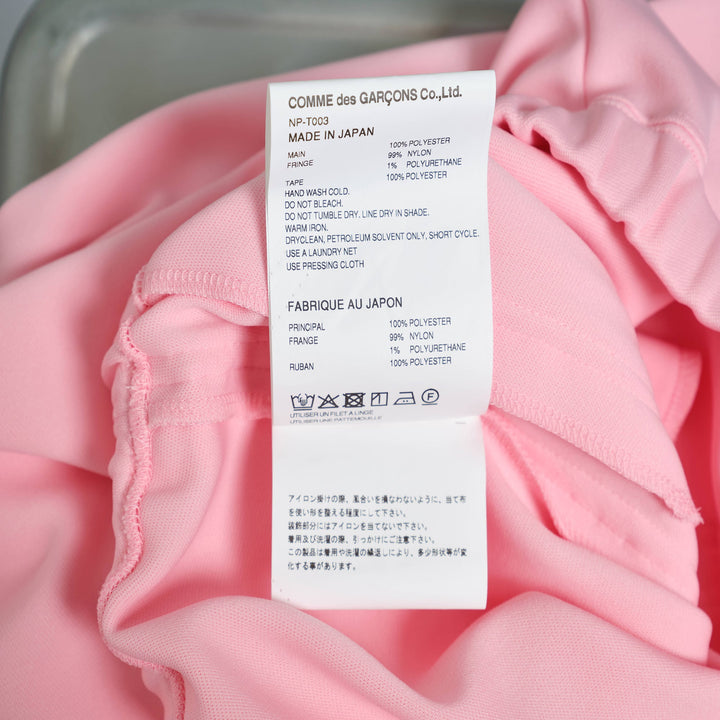 COMME des GARÇONS Co.,Ltd.
NP-T003
MADE IN JAPAN
MAIN 100% POLYESTER
FRINGE 99% NYLON
1% POLYURETHANE
TAPE 100% POLYESTER
HAND WASH COLD.
DO NOT BLEACH.
DO NOT TUMBLE DRY. LINE DRY IN SHADE.
WARM IRON.
DRYCLEAN, PETROLEUM SOLVENT ONLY, SHORT CYCLE.
USE A LAUNDRY NET
USE PRESSING CLOTH
FABRIQUE AU JAPON
PRINCIPAL 100% POLYESTER
FRANGE 99% NYLON
1% POLYURETHANE
RUBAN 100% POLYESTER
F
UTILISER UN FILET A LINGE
UTILISER UNE PATTEMOUILLE
アイロン掛けの際、風合いを損なわないように、当て布
を使い形を整える程度にして下さい。
装飾部分にはアイロンを当てないで下さい。
着用及び洗濯の際、引っかけにご注意下さい。
この製品は着用や洗濯の繰返しにより、多少形状等が変
化する事があります。